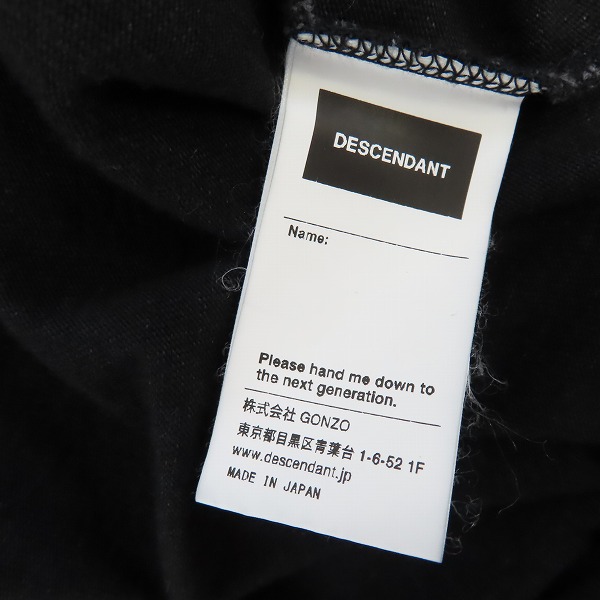 DESCENDANT
Name:
Please hand me down to
the next generation.
株式会社 GONZO
東京都目黒区青葉台 1-6-52 1F
www.descendant.jp
MADE IN JAPAN